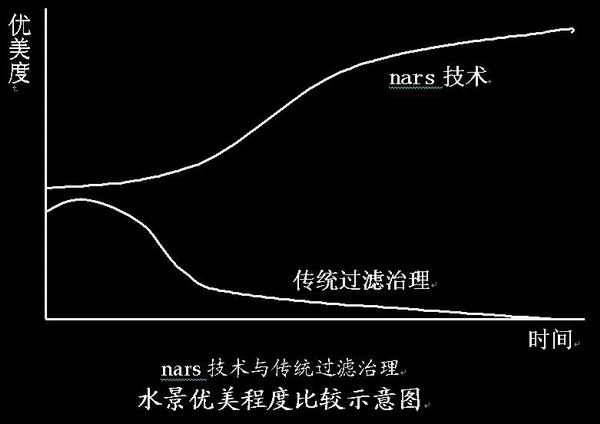 优美度
nars 技术
传统过滤治理
时间
nars 技术与传统过滤治理
水景优美程度比较示意图